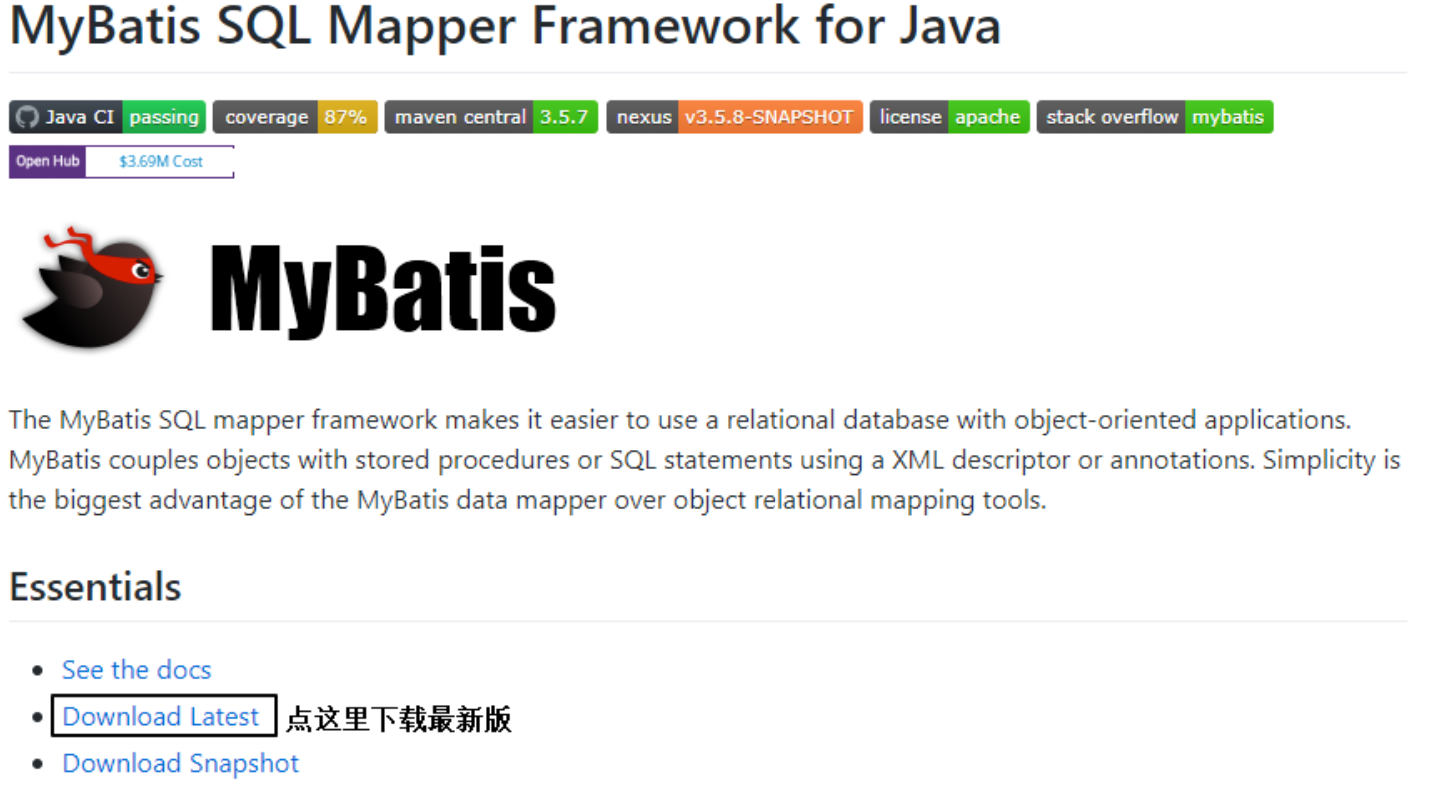 MyBatis SQL Mapper Framework for Java
Java CI passing coverage 87% maven central 3.5.7 nexus v3.5.8-SNAPSHOT license apache stack overflow mybatis
Open Hub $3.69M Cost
MyBatis
The MyBatis SQL mapper framework makes it easier to use a relational database with object-oriented applications.
MyBatis couples objects with stored procedures or SQL statements using a XML descriptor or annotations. Simplicity is
the biggest advantage of the MyBatis data mapper over object relational mapping tools.
Essentials
• See the docs
• Download Latest 点这里下载最新版
• Download Snapshot